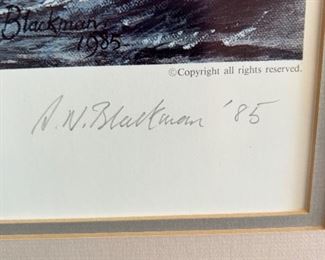 Blackman
1985
©Copyright all rights reserved.
A.W. Blackman '85